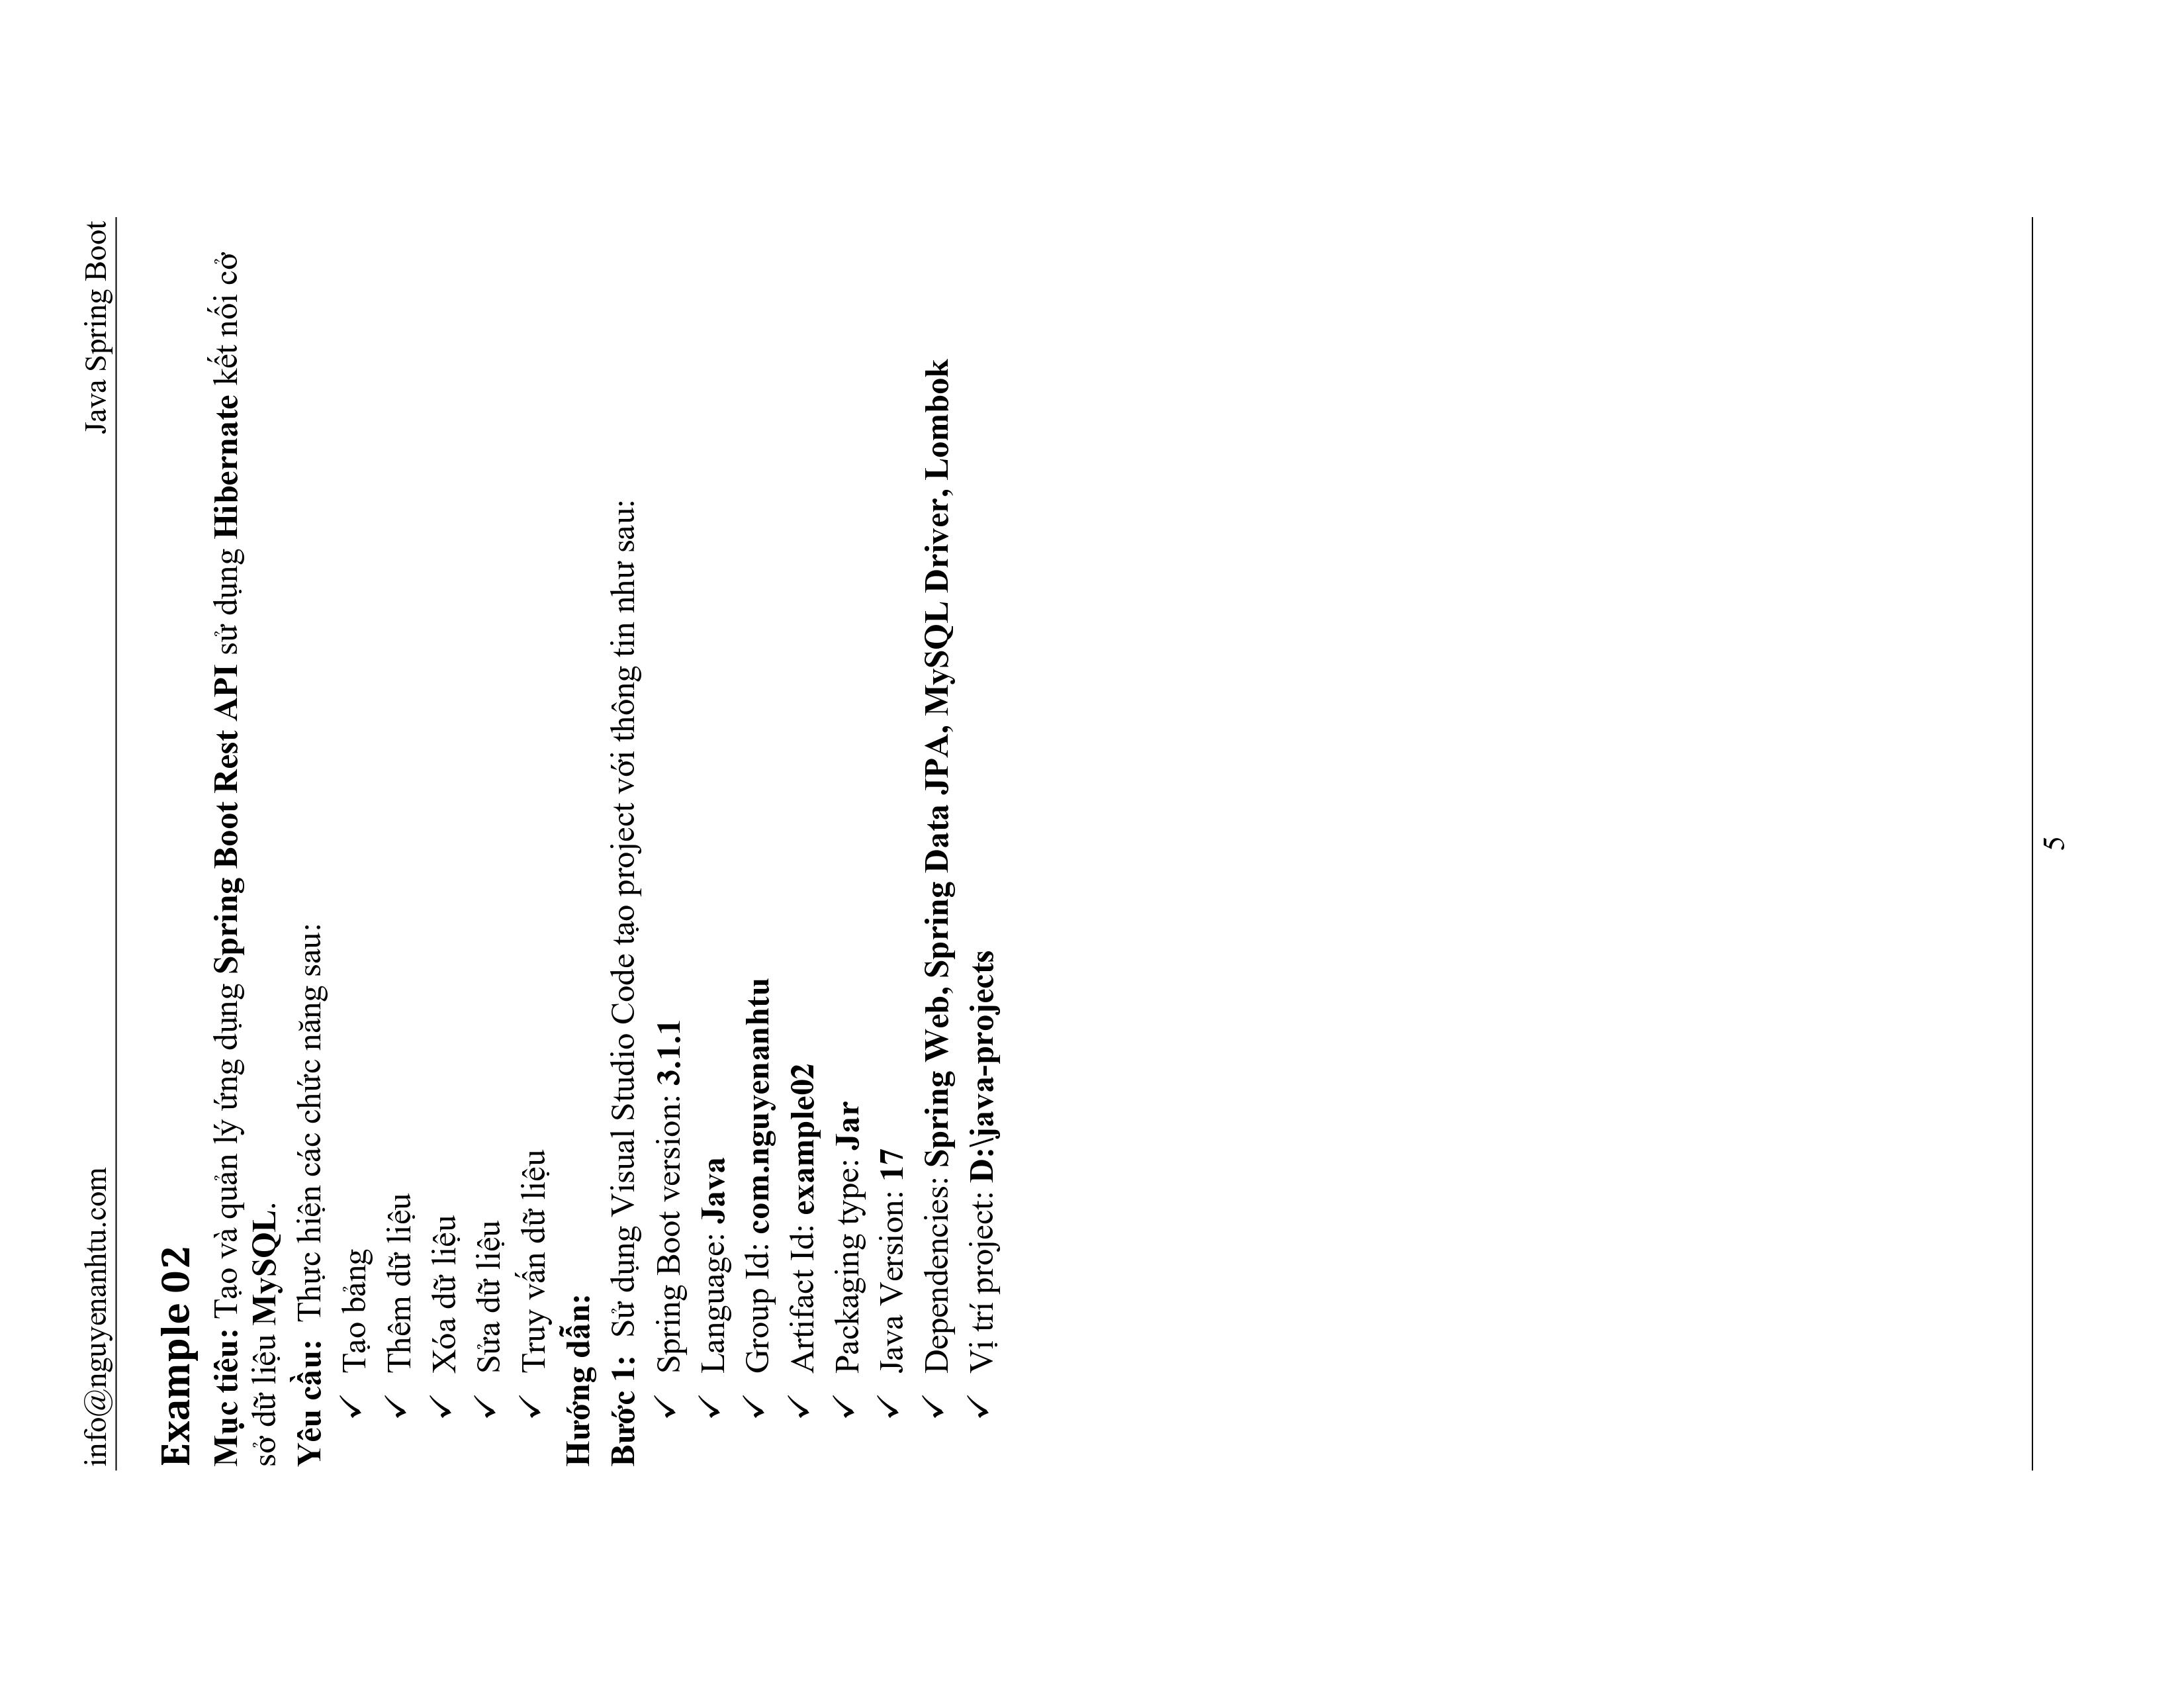 info@nguyenanhtu.com Java Spring Boot
Example 02
Mục tiêu: Tạo và quản lý ứng dụng Spring Boot Rest API sử dụng Hibernate kết nối cở
sở dữ liệu MySQL.
Yêu cầu: Thực hiện các chức năng sau:
✓ Tạo bảng
✓ Thêm dữ liệu
✓ Xóa dữ liệu
✓ Sửa dữ liệu
✓ Truy vấn dữ liệu
Hướng dẫn:
Bước 1: Sử dụng Visual Studio Code tạo project với thông tin như sau:
✓ Spring Boot version: 3.1.1
✓ Language: Java
✓ Group Id: com.nguyenanhtu
✓ Artifact Id: example02
✓ Packaging type: Jar
✓ Java Version: 17
✓ Dependencies: Spring Web, Spring Data JPA, MySQL Driver, Lombok
✓ Vị trí project: D:\java-projects
5